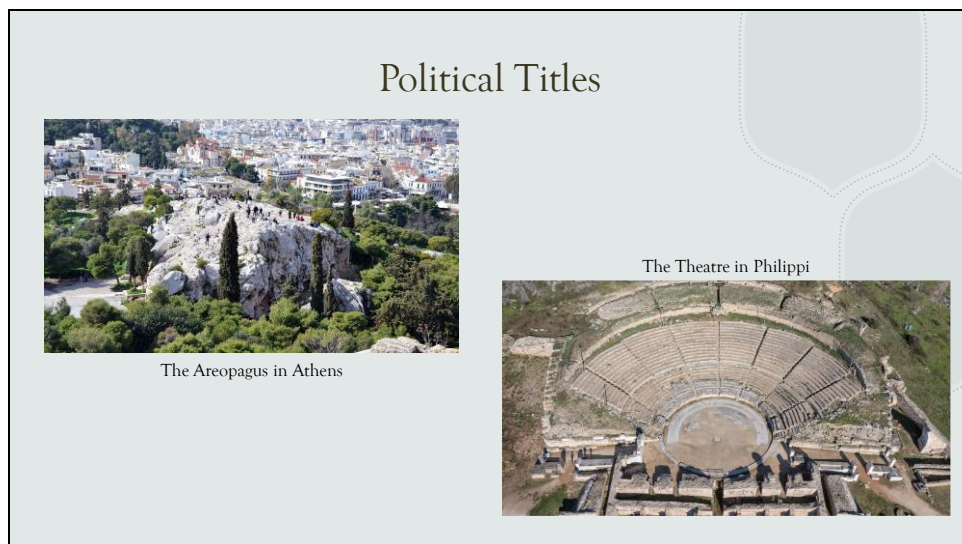 Political Titles
The Areopagus in Athens
The Theatre in Philippi